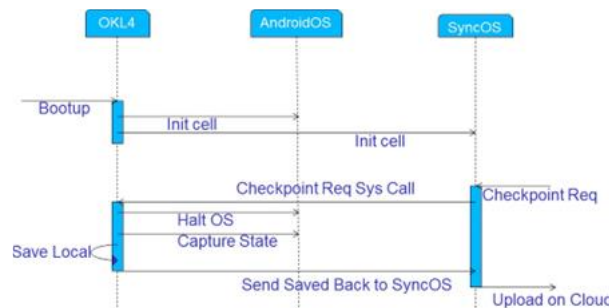 OKL4
AndroidOS
SyncOS
Bootup
Init cell
Init cell
Checkpoint Req Sys Call
Checkpoint Req
Halt OS
Capture State
Save Local
Send Saved Back to SyncOS
Upload on Cloud